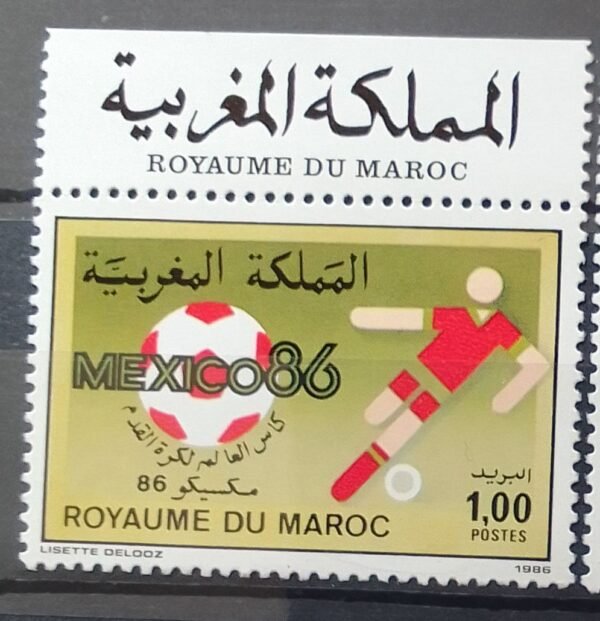 المملكة المغربية
ROYAUME DU MAROC
المملكة المغربية
MEXICO86
كأس العالم لكرة القدم
مكسيكو 86
البريد
1,00
POSTES
ROYAUME DU MAROC
LISETTE DELOOZ
1986